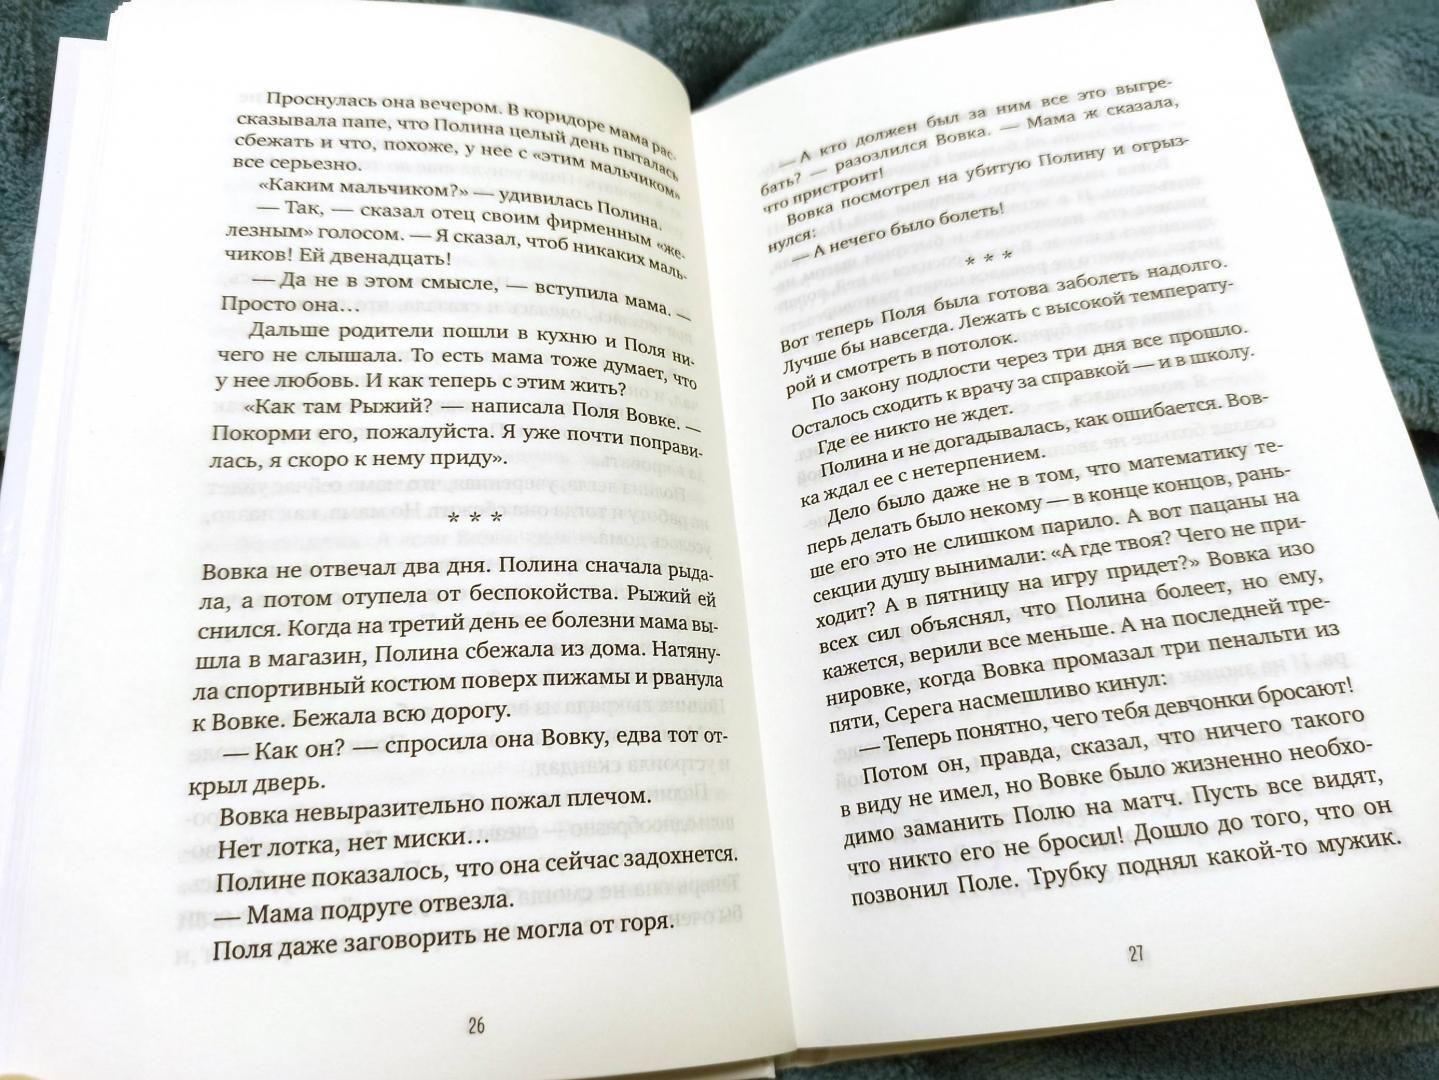 Проснулась она вечером. В коридоре мама рас-
сказывала папе, что Полина целый день пыталась
сбежать и что, похоже, у нее с «этим мальчиком»
все серьезно.
«Каким мальчиком?» — удивилась Полина.
— Так, — сказал отец своим фирменным «же-
лезным» голосом. — Я сказал, чтоб никаких маль-
чиков! Ей двенадцать!
— Да не в этом смысле, — вступила мама. —
Просто она…
Дальше родители пошли в кухню и Поля ни-
чего не слышала. То есть мама тоже думает, что
у нее любовь. И как теперь с этим жить?
«Как там Рыжий? — написала Поля Вовке. —
Покорми его, пожалуйста. Я уже почти поправи-
лась, я скоро к нему приду».
* * *
Вовка не отвечал два дня. Полина сначала рыда-
ла, а потом отупела от беспокойства. Рыжий ей
снился. Когда на третий день ее болезни мама вы-
шла в магазин, Полина сбежала из дома. Натяну-
ла спортивный костюм поверх пижамы и рванула
к Вовке. Бежала всю дорогу.
— Как он? — спросила она Вовку, едва тот от-
крыл дверь.
Вовка невыразительно пожал плечом.
Нет лотка, нет миски…
Полине показалось, что она сейчас задохнется.
— Мама подруге отвезла.
Поля даже заговорить не могла от горя.
26
— А кто должен был за ним все это выгре-
бать? — разозлился Вовка. — Мама ж сказала,
что пристроит!
Вовка посмотрел на убитую Полину и огрыз-
нулся:
— А нечего было болеть!
* * *
Вот теперь Поля была готова заболеть надолго.
Лучше бы навсегда. Лежать с высокой температу-
рой и смотреть в потолок.
По закону подлости через три дня все прошло.
Осталось сходить к врачу за справкой — и в школу.
Где ее никто не ждет.
Полина и не догадывалась, как ошибается. Вов-
ка ждал ее с нетерпением.
Дело было даже не в том, что математику те-
перь делать было некому — в конце концов, рань-
ше его это не слишком парило. А вот пацаны на
секции душу вынимали: «А где твоя? Чего не при-
ходит? А в пятницу на игру придет?» Вовка изо
всех сил объяснял, что Полина болеет, но ему,
кажется, верили все меньше. А на последней тре-
нировке, когда Вовка промазал три пенальти из
пяти, Серега насмешливо кинул:
— Теперь понятно, чего тебя девчонки бросают!
Потом он, правда, сказал, что ничего такого
в виду не имел, но Вовке было жизненно необхо-
димо заманить Полю на матч. Пусть все видят,
что никто его не бросил! Дошло до того, что он
позвонил Поле. Трубку поднял какой-то мужик.
27